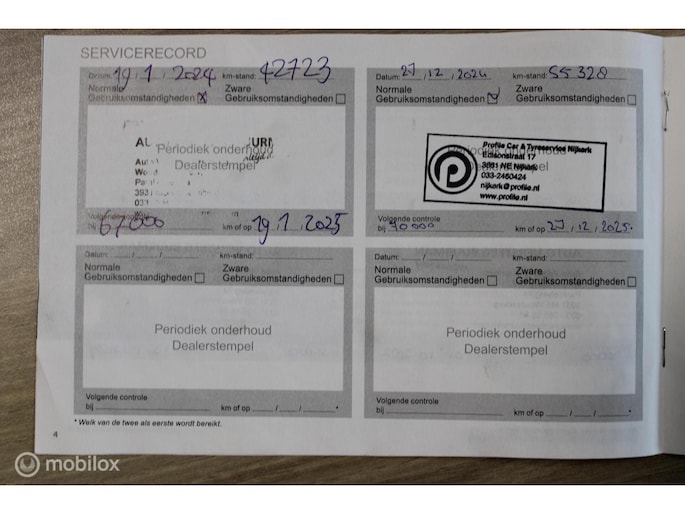 SERVICERECORD
Datum: 19 / 1 / 2024 km-stand: 42723
Normale Zware
Gebruiksomstandigheden X Gebruiksomstandigheden
AU URN
Periodiek onderhoud
Dealerstempel
Volgende controle
bij 67000 km of op 19 / 1 / 2025
Datum: 27 / 12 / 2024 km-stand: 55328
Normale Zware
Gebruiksomstandigheden Gebruiksomstandigheden
Periodiek onderhoud
Dealerstempel
Profile Car & Tyreservice Nijkerk
Edisonstraat 17
3861 NE Nijkerk
033-2460424
nijkerk@profile.nl
www.profile.nl
Volgende controle
bij 70000 km of op 27 / 12 / 2025
Datum: / / km-stand:
Normale Zware
Gebruiksomstandigheden Gebruiksomstandigheden
Periodiek onderhoud
Dealerstempel
Volgende controle
bij km of op / / *
Datum: / / km-stand:
Normale Zware
Gebruiksomstandigheden Gebruiksomstandigheden
Periodiek onderhoud
Dealerstempel
Volgende controle
bij km of op / / *
* Welk van de twee als eerste wordt bereikt.
4
mobilox